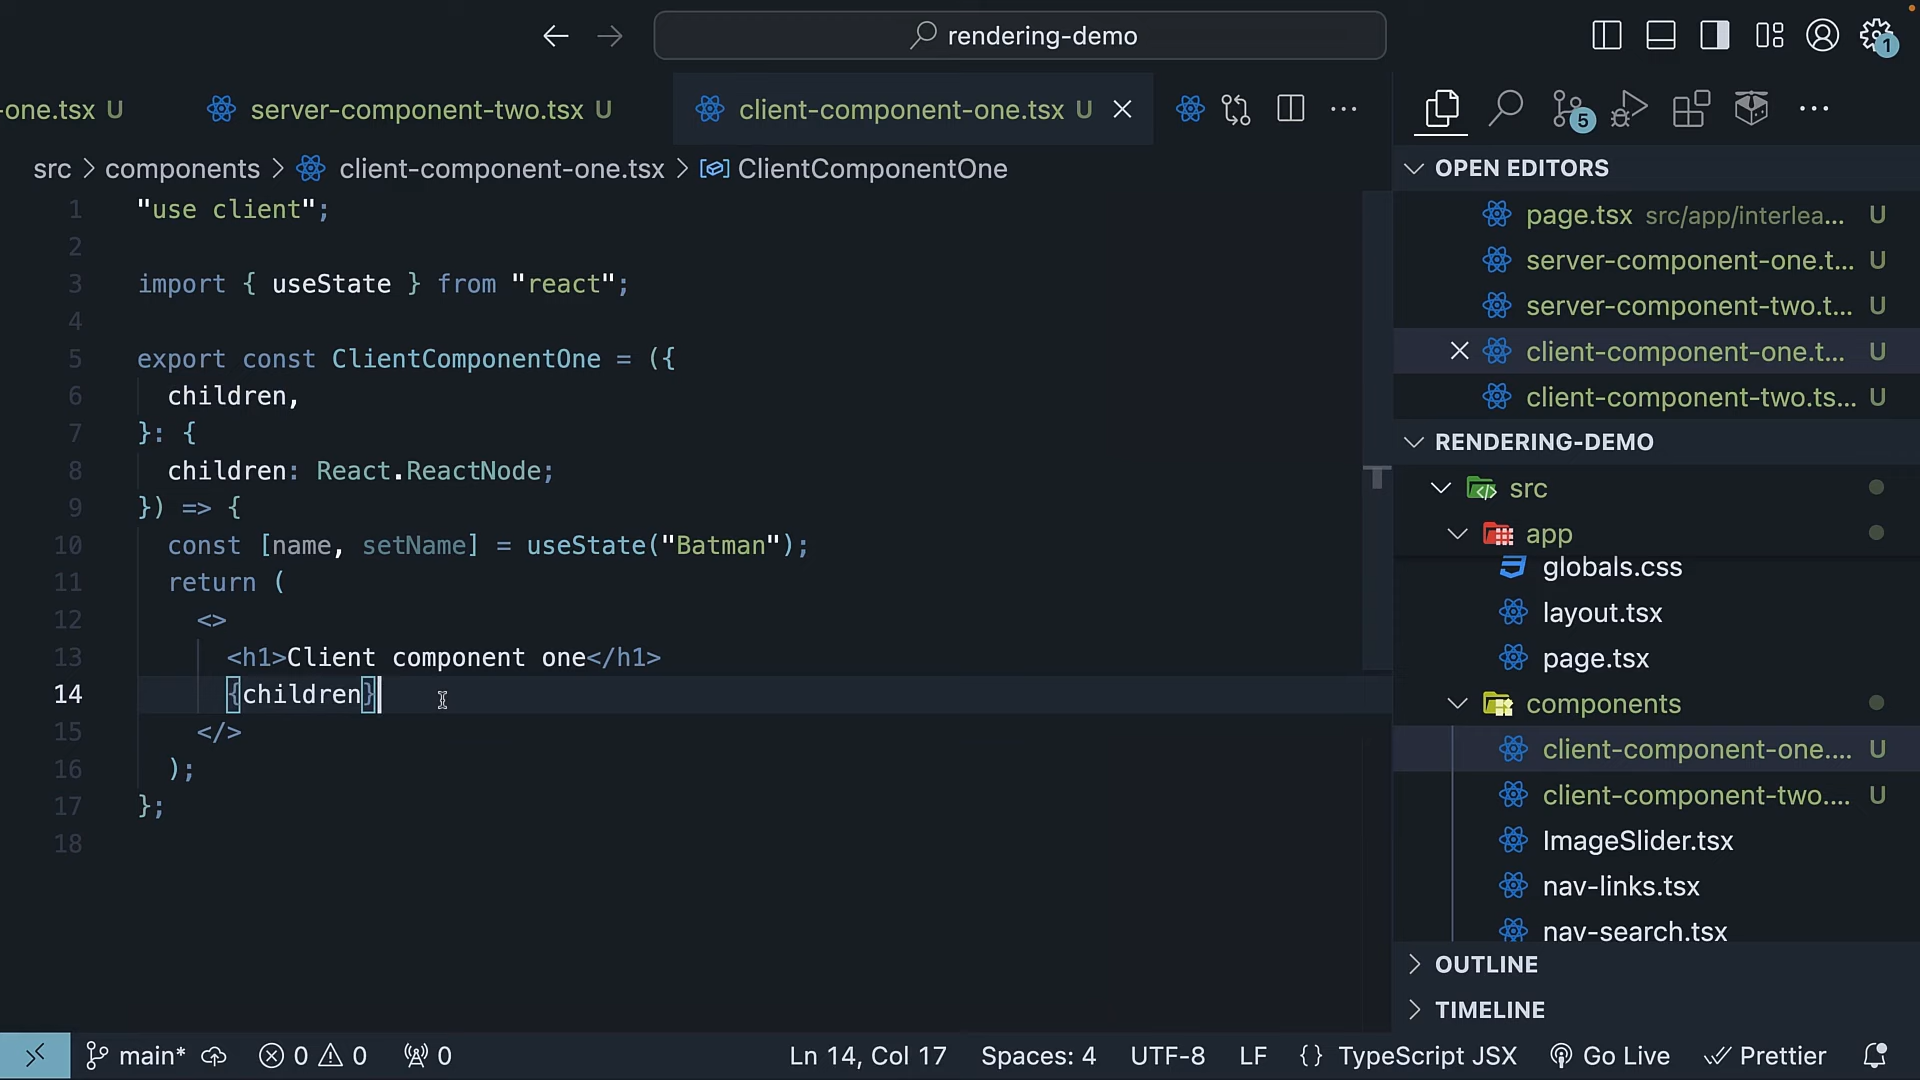 rendering-demo
1
-one.tsx U
server-component-two.tsx U
client-component-one.tsx U
5
src > components > client-component-one.tsx > ClientComponentOne
1 "use client";
2
3 import { useState } from "react";
4
5 export const ClientComponentOne = ({
6 children,
7 }: {
8 children: React.ReactNode;
9 }) => {
10 const [name, setName] = useState("Batman");
11 return (
12 <>
13 <h1>Client component one</h1>
14 {children}
15 </>
16 );
17 };
18
OPEN EDITORS
page.tsx src/app/interlea... U
server-component-one.t... U
server-component-two.t... U
client-component-one.t... U
client-component-two.ts... U
RENDERING-DEMO
src
app
globals.css
layout.tsx
page.tsx
components
client-component-one.... U
client-component-two.... U
ImageSlider.tsx
nav-links.tsx
nav-search.tsx
OUTLINE
TIMELINE
main* 0 0 0 Ln 14, Col 17 Spaces: 4 UTF-8 LF {} TypeScript JSX Go Live Prettier